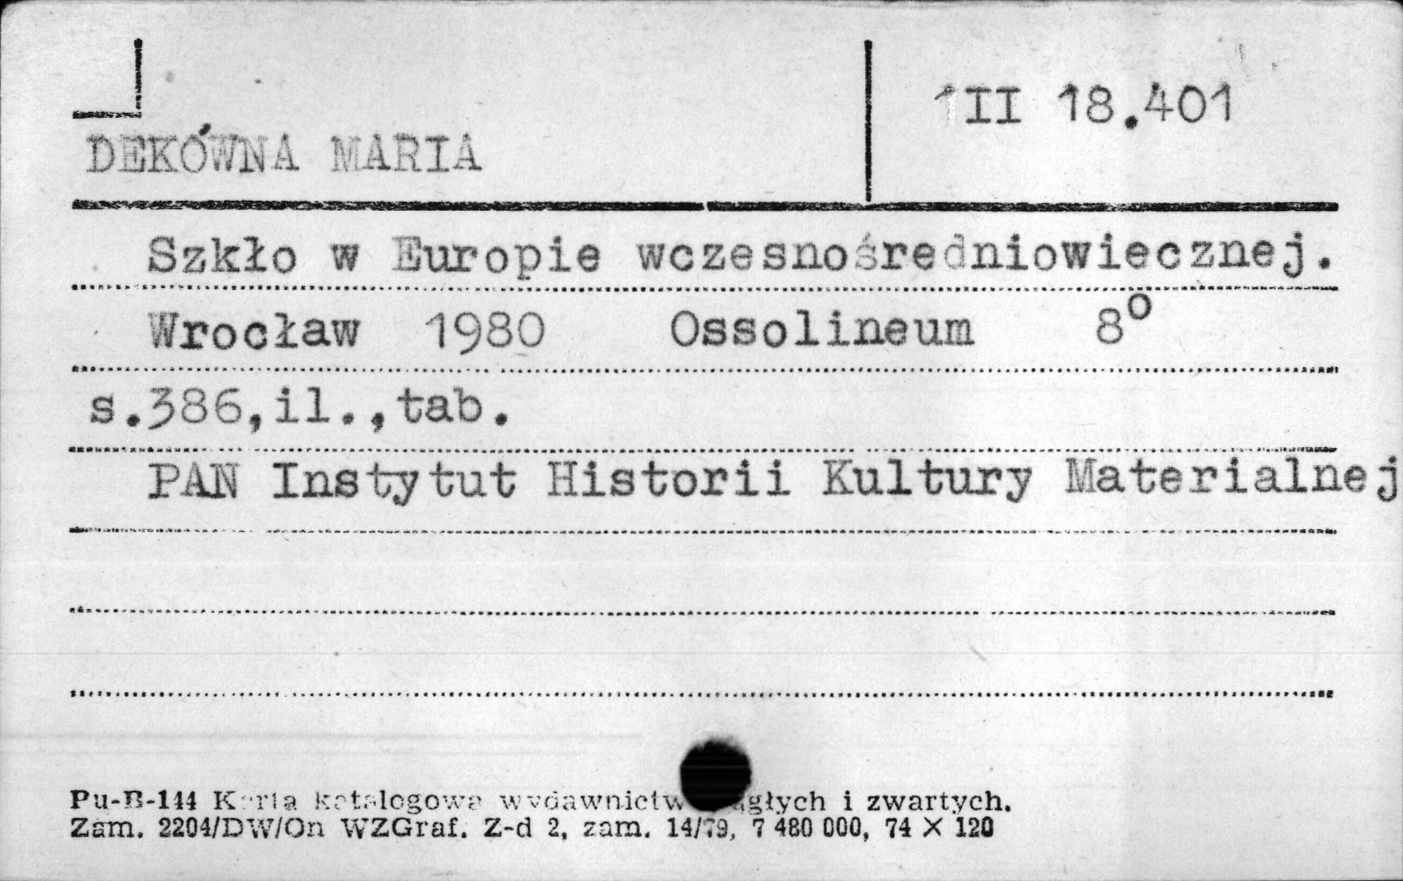 1II 18.401
DEKÓWNA MARIA
Szkło w Europie wczesnośredniowiecznej.
Wrocław 1980 Ossolineum 8°
s.386,il.,tab.
PAN Instytut Historii Kultury Materialnej
Pu-B-144 Karta katalogowa wydawnictw ciągłych i zwartych.
Zam. 2204/DW/On WZGraf. Z-d 2, zam. 14/79, 7 480 000, 74 X 120